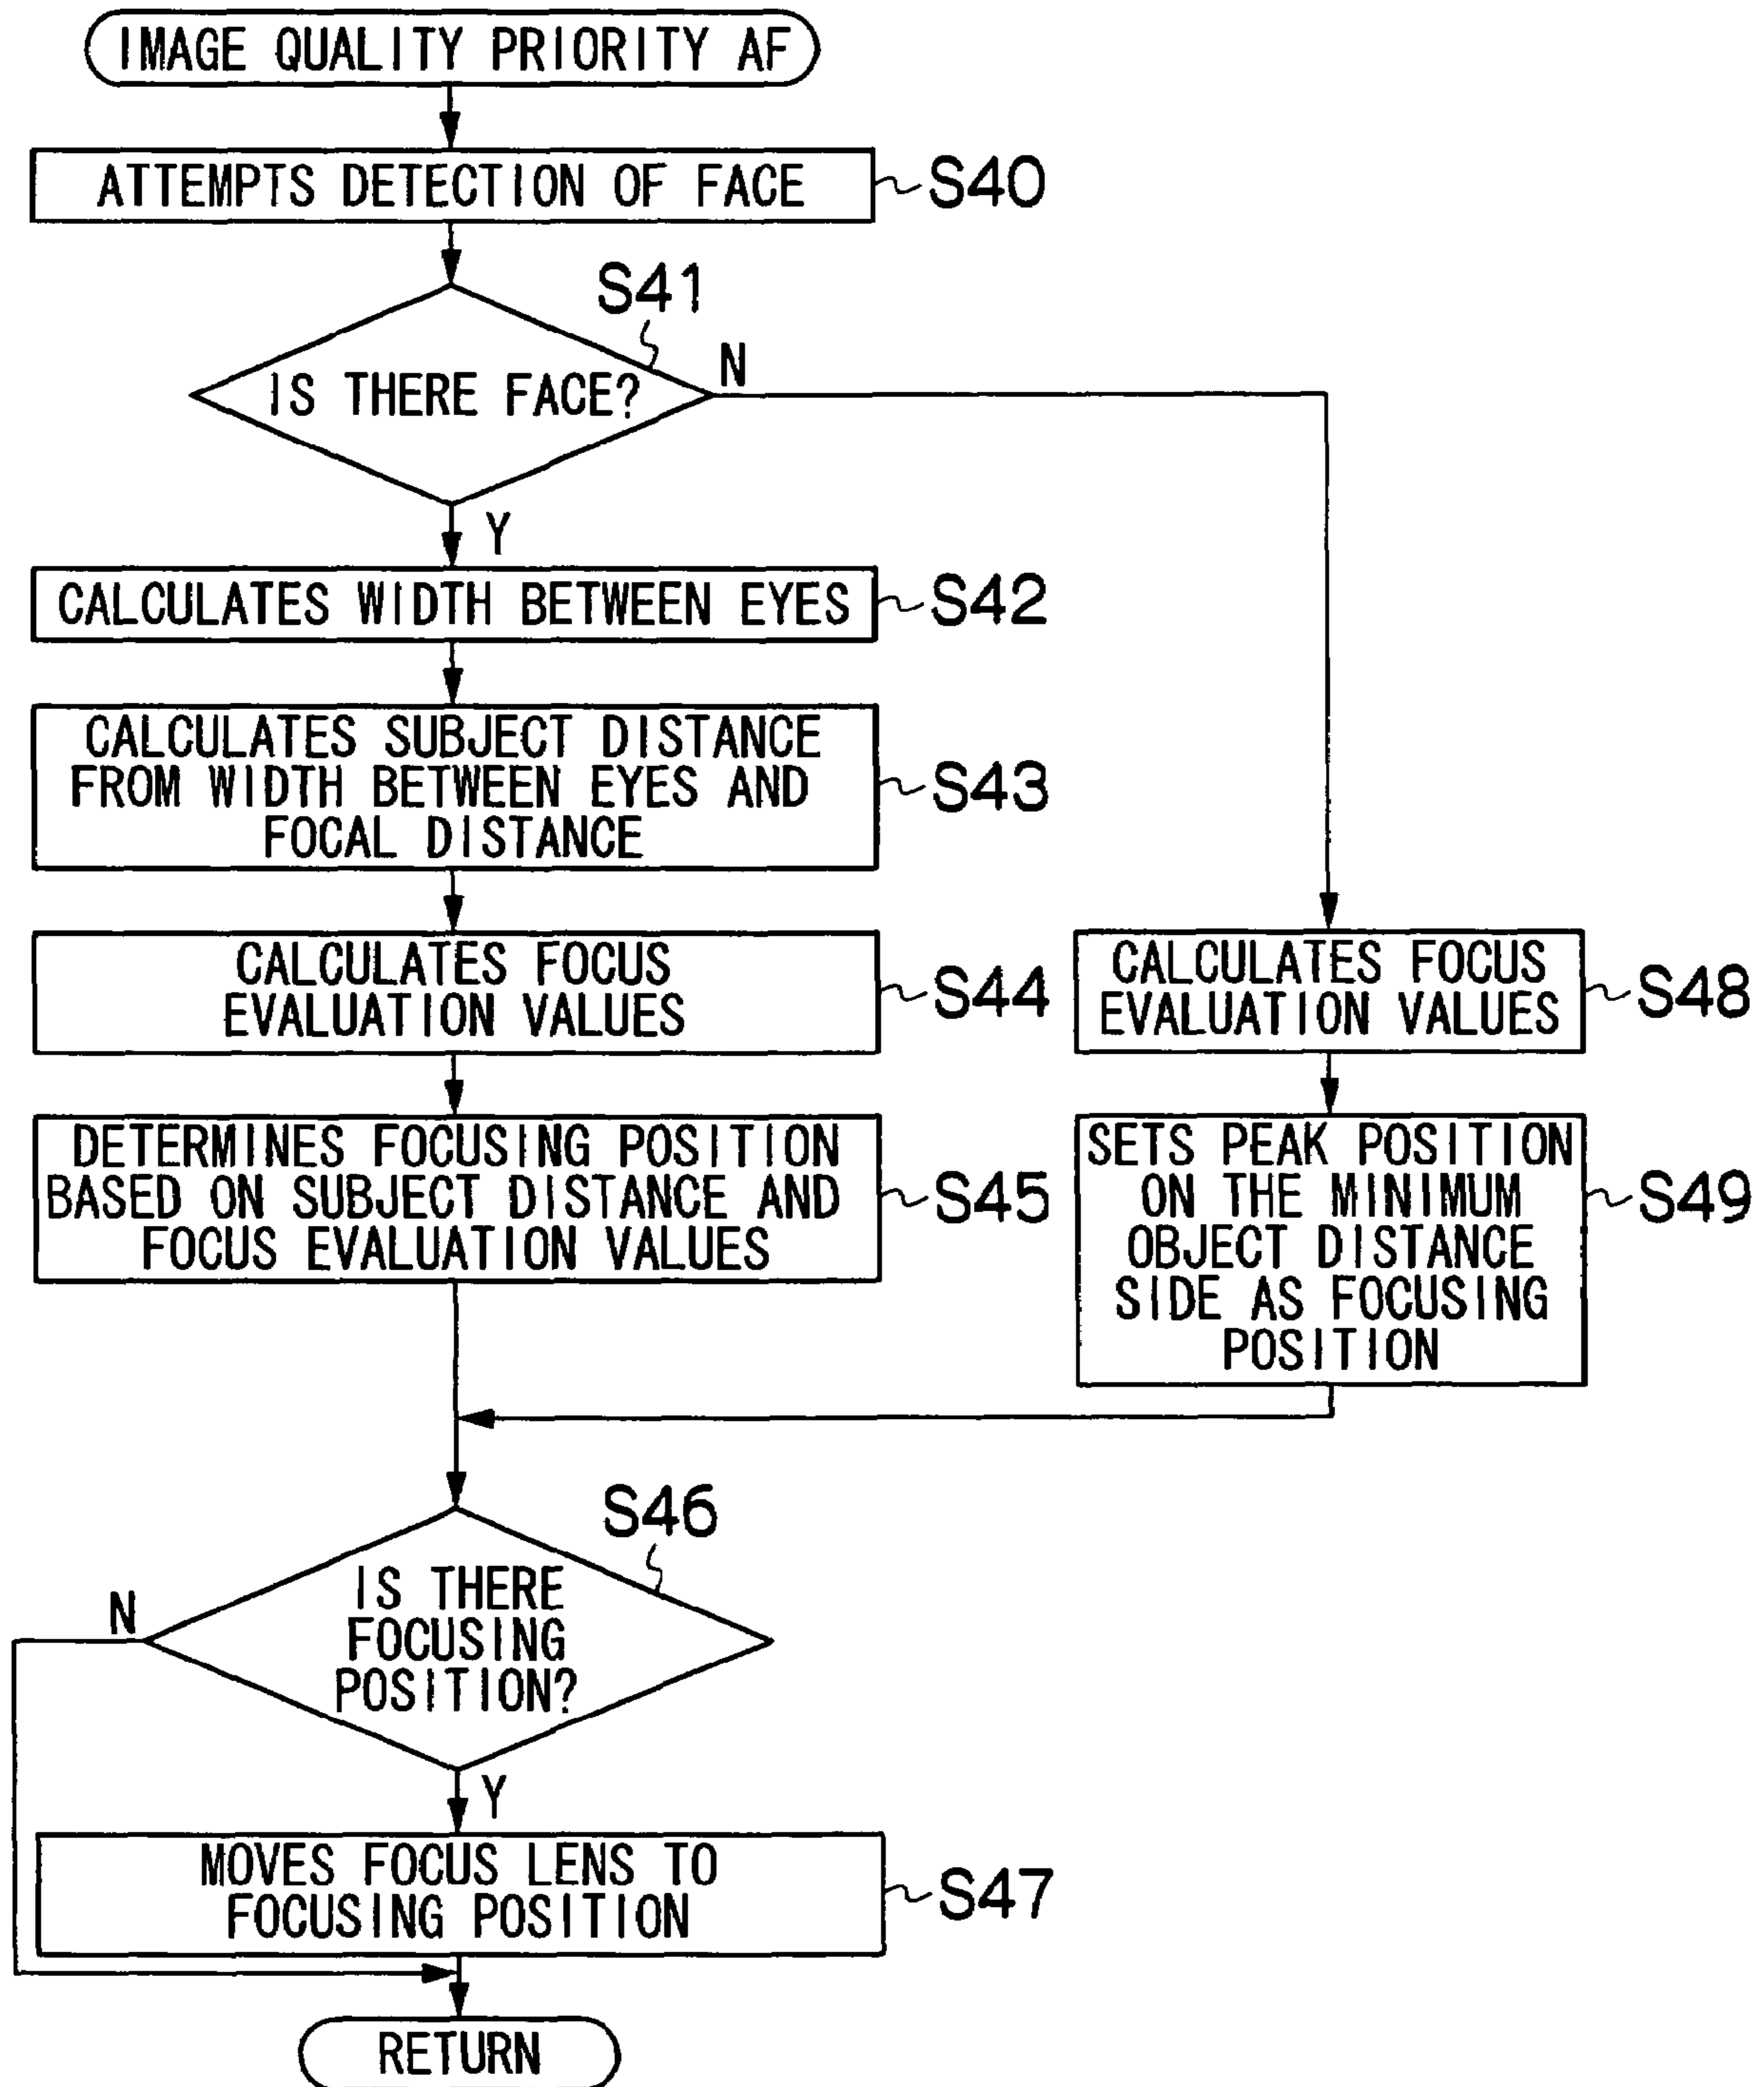 IMAGE QUALITY PRIORITY AF
ATTEMPTS DETECTION OF FACE
S40
S41
IS THERE FACE?
N
Y
CALCULATES WIDTH BETWEEN EYES
S42
CALCULATES SUBJECT DISTANCE
FROM WIDTH BETWEEN EYES AND
FOCAL DISTANCE
S43
CALCULATES FOCUS
EVALUATION VALUES
S44
CALCULATES FOCUS
EVALUATION VALUES
S48
DETERMINES FOCUSING POSITION
BASED ON SUBJECT DISTANCE AND
FOCUS EVALUATION VALUES
S45
SETS PEAK POSITION
ON THE MINIMUM
OBJECT DISTANCE
SIDE AS FOCUSING
POSITION
S49
S46
IS THERE
FOCUSING
POSITION?
N
Y
MOVES FOCUS LENS TO
FOCUSING POSITION
S47
RETURN